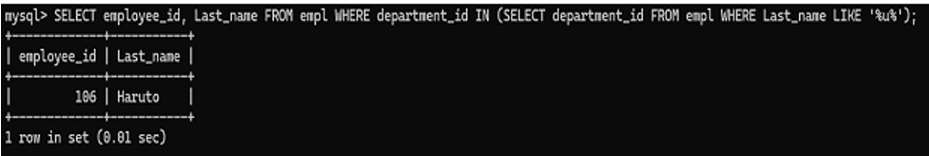 mysql> SELECT employee_id, Last_name FROM empl WHERE department_id IN (SELECT department_id FROM empl WHERE Last_name LIKE '%u%');
+-------------+-----------+
| employee_id | Last_name |
+-------------+-----------+
|         106 | Haruto    |
+-------------+-----------+
1 row in set (0.01 sec)